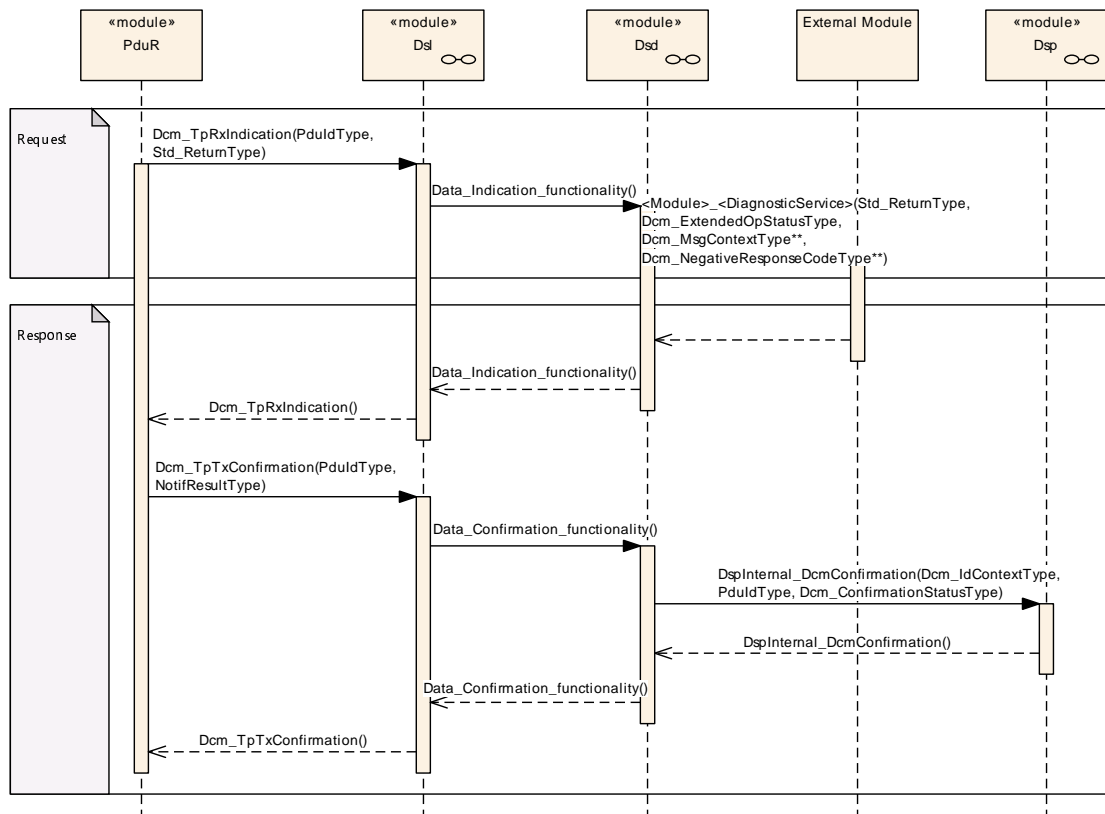 «module»
PduR
«module»
Dsl
«module»
Dsd
External Module
«module»
Dsp
Request
Dcm_TpRxIndication(PduIdType,
Std_ReturnType)
Data_Indication_functionality()
<Module>_<DiagnosticService>(Std_ReturnType,
Dcm_ExtendedOpStatusType,
Dcm_MsgContextType**,
Dcm_NegativeResponseCodeType**)
Response
Data_Indication_functionality()
Dcm_TpRxIndication()
Dcm_TpTxConfirmation(PduIdType,
NotifResultType)
Data_Confirmation_functionality()
DspInternal_DcmConfirmation(Dcm_IdContextType,
PduIdType, Dcm_ConfirmationStatusType)
DspInternal_DcmConfirmation()
Data_Confirmation_functionality()
Dcm_TpTxConfirmation()